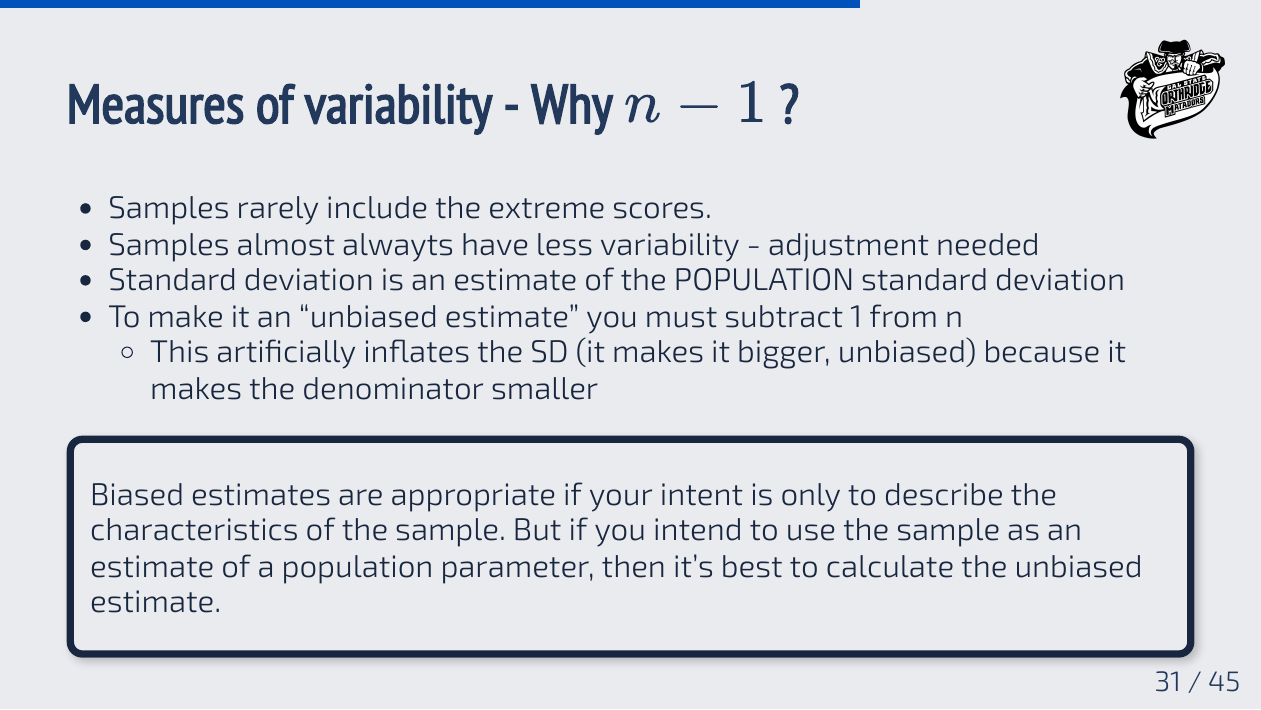 Measures of variability - Why n − 1 ?
CAL STATE
NORTHRIDGE
MATADORS
• Samples rarely include the extreme scores.
• Samples almost alwayts have less variability - adjustment needed
• Standard deviation is an estimate of the POPULATION standard deviation
• To make it an “unbiased estimate” you must subtract 1 from n
◦ This artificially inflates the SD (it makes it bigger, unbiased) because it
makes the denominator smaller
Biased estimates are appropriate if your intent is only to describe the
characteristics of the sample. But if you intend to use the sample as an
estimate of a population parameter, then it’s best to calculate the unbiased
estimate.
31 / 45